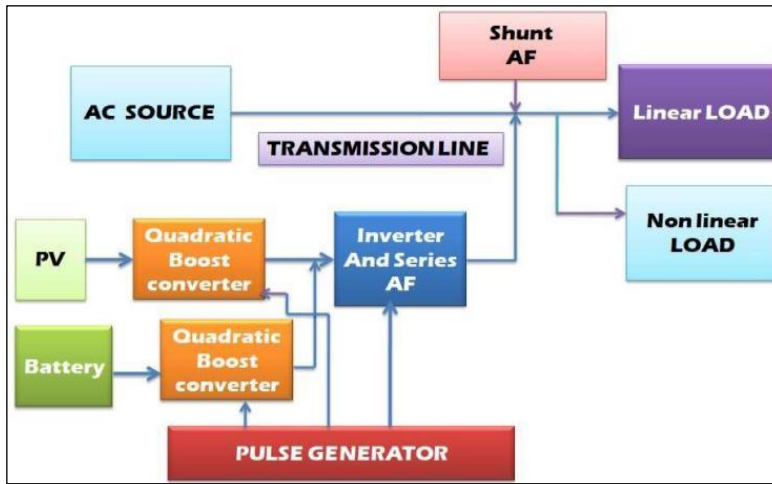 Shunt
AF
AC SOURCE
Linear LOAD
TRANSMISSION LINE
Non linear
LOAD
PV
Quadratic
Boost
converter
Inverter
And Series
AF
Battery
Quadratic
Boost
converter
PULSE GENERATOR